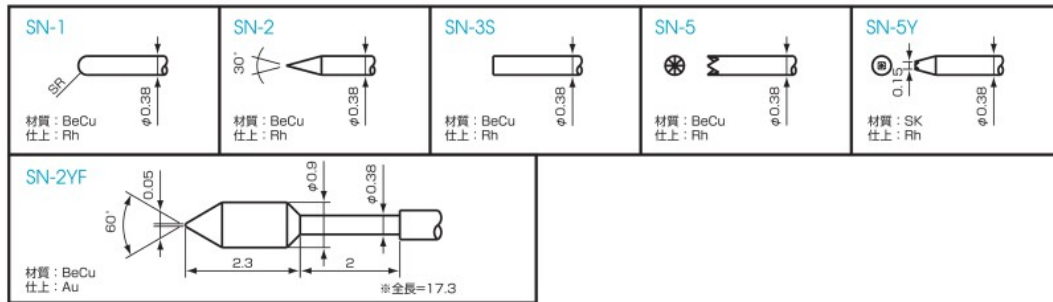 SN-1
SR
φ0.38
材質：BeCu
仕上：Rh
SN-2
30°
φ0.38
材質：BeCu
仕上：Rh
SN-3S
φ0.38
材質：BeCu
仕上：Rh
SN-5
φ0.38
材質：BeCu
仕上：Rh
SN-5Y
0.15
φ0.38
材質：SK
仕上：Rh
SN-2YF
60°
0.05
φ0.9
φ0.38
2.3
2
材質：BeCu
仕上：Au
※全長=17.3